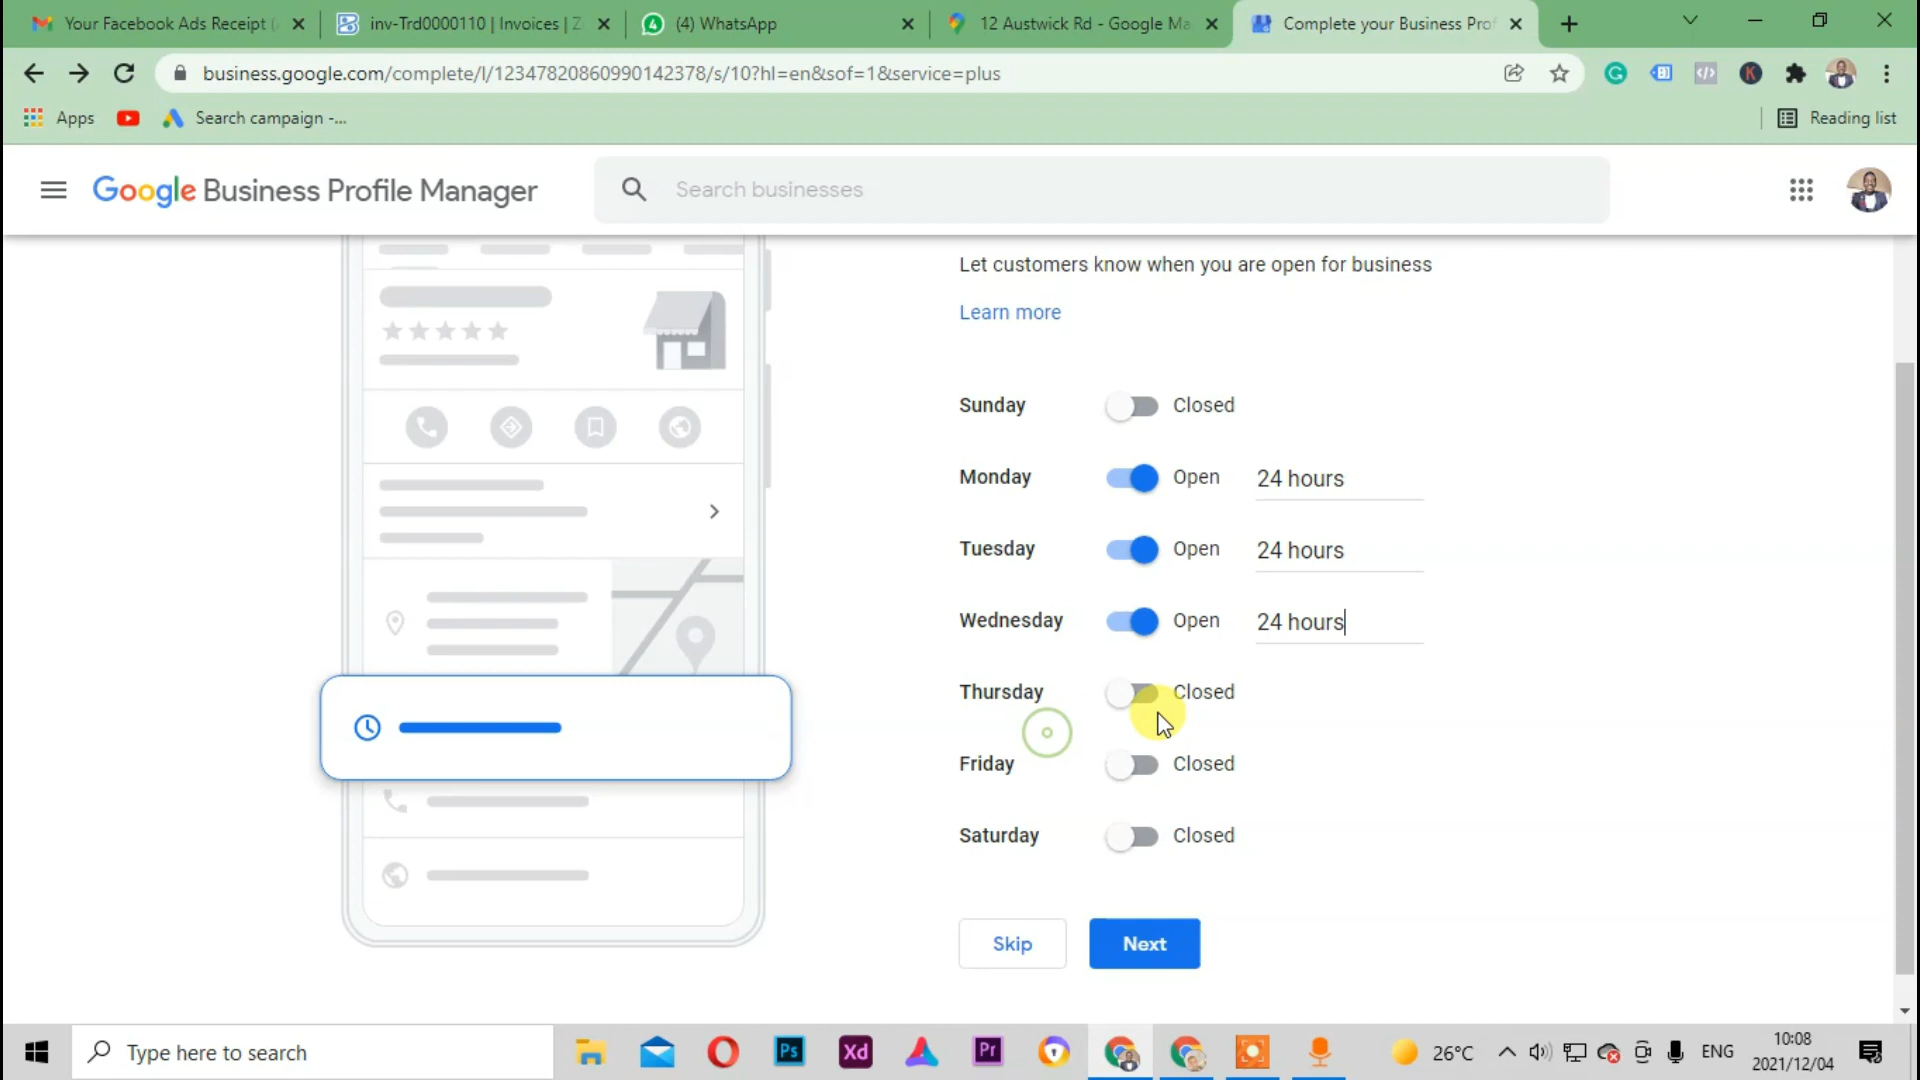 Your Facebook Ads Receipt (
inv-Trd0000110 | Invoices | Z
4
(4) WhatsApp
12 Austwick Rd - Google Ma
Complete your Business Prof
business.google.com/complete/l/12347820860990142378/s/10?hl=en&sof=1&service=plus
Apps
Search campaign -...
Reading list
Google Business Profile Manager
Search businesses
Let customers know when you are open for business
Learn more
Sunday Closed
Monday Open 24 hours
Tuesday Open 24 hours
Wednesday Open 24 hours
Thursday Closed
Friday Closed
Saturday Closed
Skip
Next
Type here to search
Ps
Xd
Pr
26°C
ENG
10:08
2021/12/04